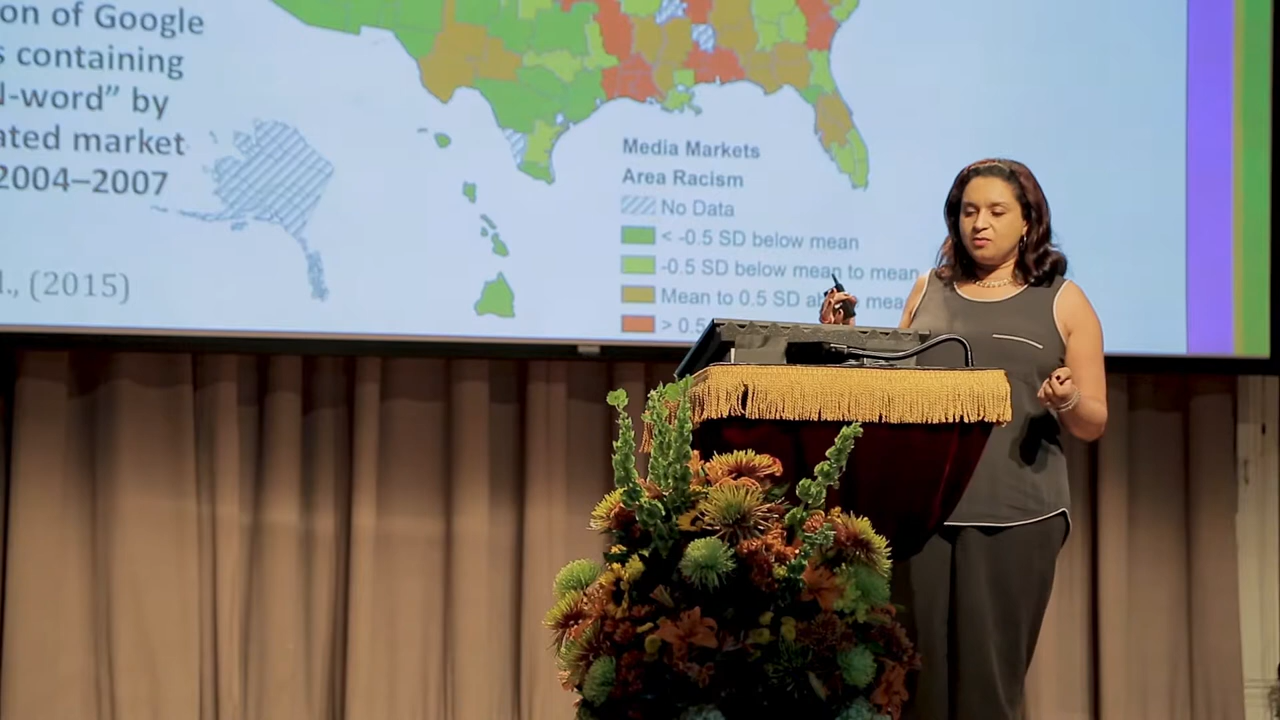 on of Google
s containing
-word” by
ated market
2004–2007
., (2015)
Media Markets
Area Racism
No Data
< -0.5 SD below mean
-0.5 SD below mean to mean
Mean to 0.5 SD a mea
> 0.5